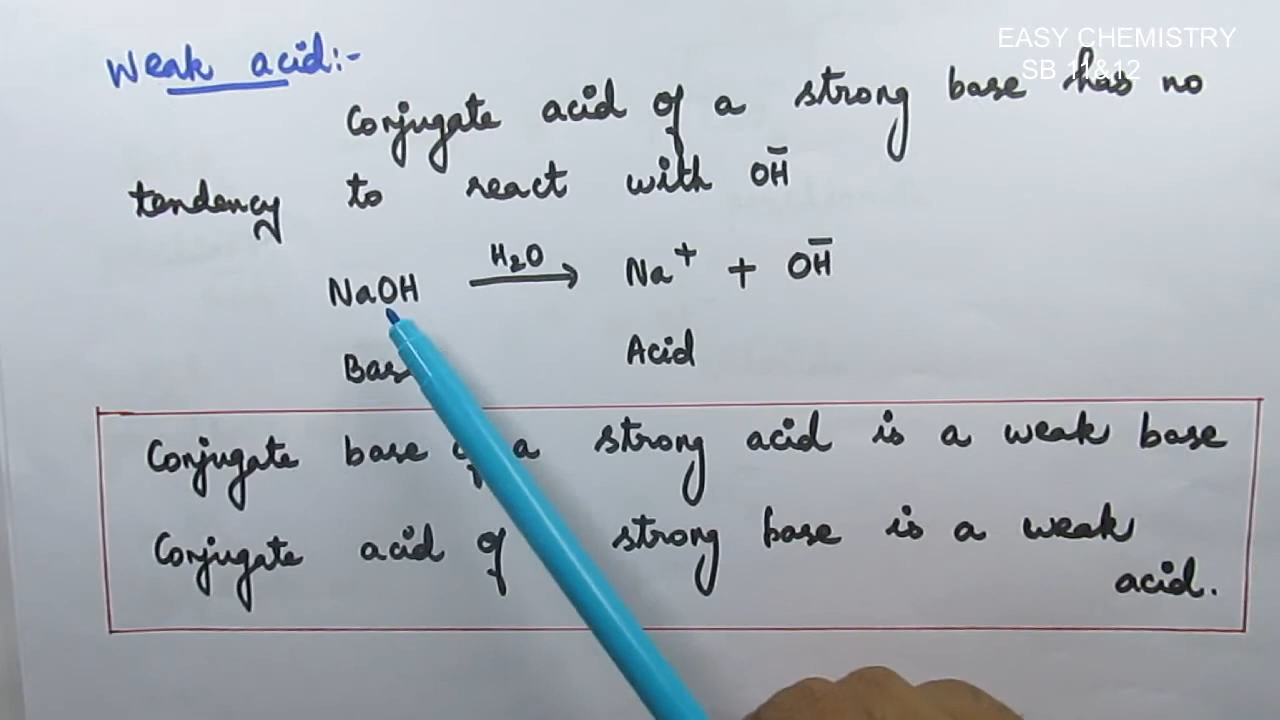 EASY CHEMISTRY
SB 11&12
Weak acid:-
Conjugate acid of a strong base has no
tendency to react with OH̅
NaOH H₂O → Na⁺ + OH̅
Acid
Conjugate base of a strong acid is a weak base
Conjugate acid of strong base is a weak
acid.